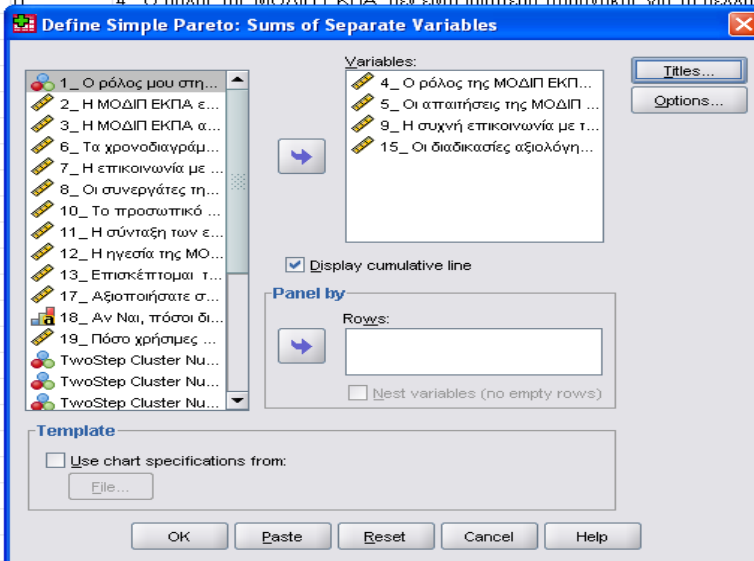 Define Simple Pareto: Sums of Separate Variables
1_ Ο ρόλος μου στη...
2_ Η ΜΟΔΙΠ ΕΚΠΑ ε...
3_ Η ΜΟΔΙΠ ΕΚΠΑ α...
6_ Τα χρονοδιαγράμ...
7_ Η επικοινωνία με ...
8_ Οι συνεργάτες τη...
10_ Το προσωπικό ...
11_ Η σύνταξη των ε...
12_ Η ηγεσία της ΜΟ...
13_ Επισκέπτομαι τ...
17_ Αξιοποιήσατε σ...
18_ Αν Ναι, πόσοι δι...
19_ Πόσο χρήσιμες ...
TwoStep Cluster Nu...
TwoStep Cluster Nu...
TwoStep Cluster Nu...
Variables:
4_ Ο ρόλος της ΜΟΔΙΠ ΕΚΠ...
5_ Οι απαιτήσεις της ΜΟΔΙΠ ...
9_ Η συχνή επικοινωνία με τ...
15_ Οι διαδικασίες αξιολόγη...
Titles...
Options...
Display cumulative line
Panel by
Rows:
Nest variables (no empty rows)
Template
Use chart specifications from:
File...
OK
Paste
Reset
Cancel
Help